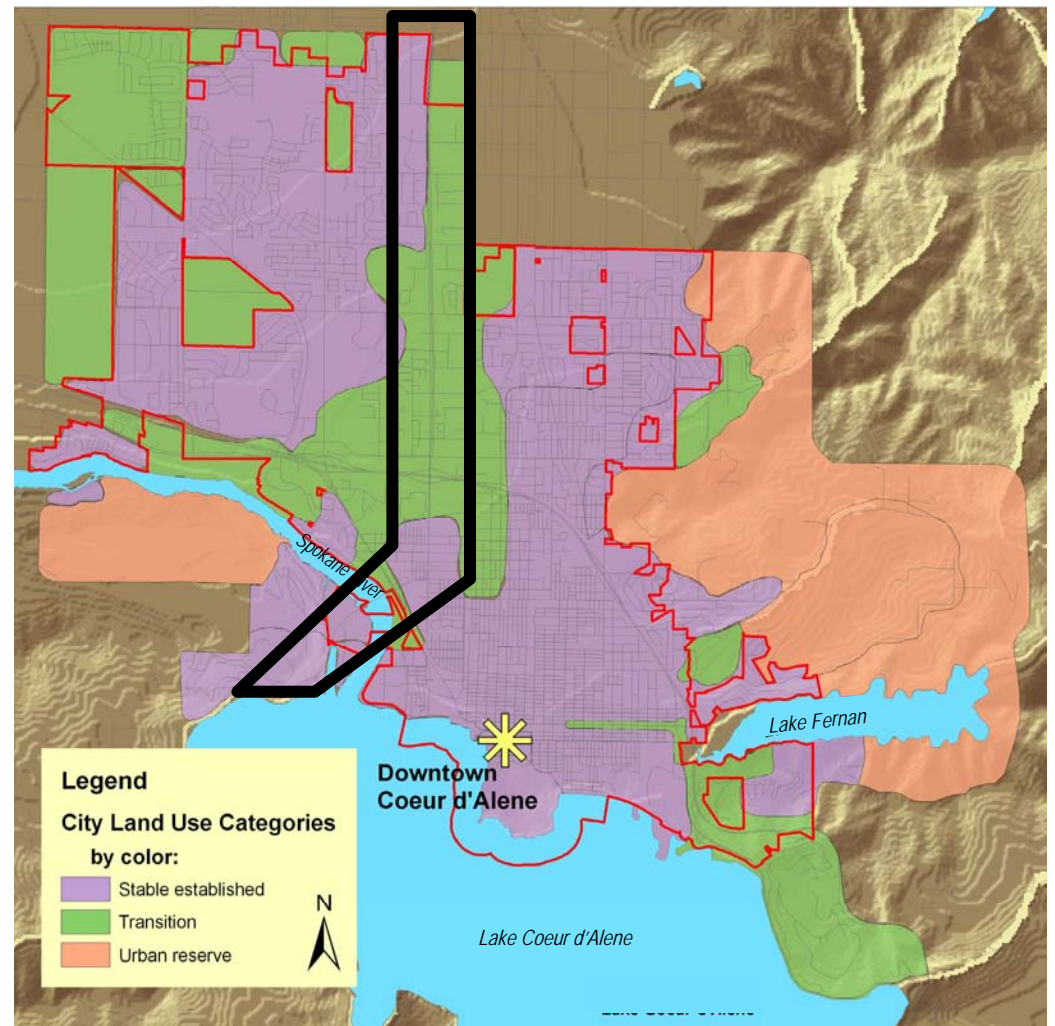 Spokane
Lake Fernan
Downtown
Coeur d'Alene
Legend
City Land Use Categories
by color:
Stable established
Transition
Urban reserve
N
Lake Coeur d'Alene